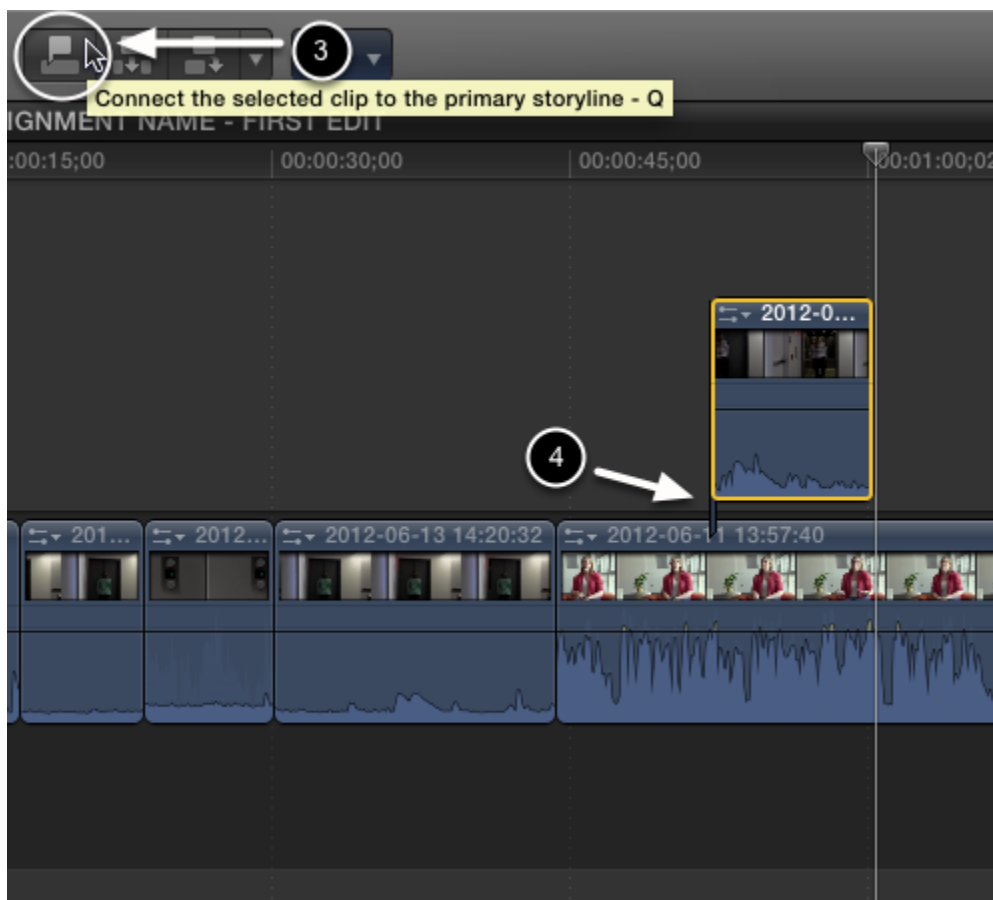 3
Connect the selected clip to the primary storyline - Q
IGNMENT NAME - FIRST EDIT
:00:15;00 00:00:30;00 00:00:45;00 00:01:00;02
2012-0...
4
201... 2012... 2012-06-13 14:20:32 2012-06-11 13:57:40